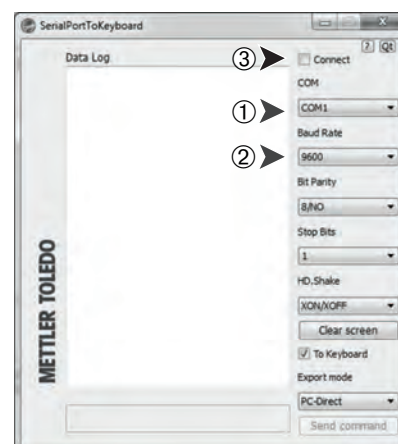 SerialPortToKeyboard
? Qt
Data Log
③
Connect
COM
①
COM1
Baud Rate
②
9600
Bit Parity
8/NO
Stop Bits
1
HD.Shake
XON/XOFF
Clear screen
To Keyboard
Export mode
PC-Direct
Send command
METTLER TOLEDO